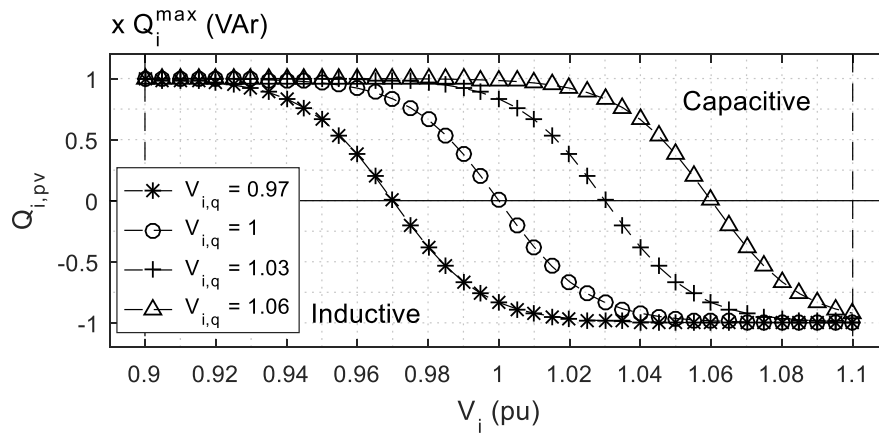 x Q_i^max (VAr)
1
0.5
0
-0.5
-1
Q_i,pv
Capacitive
V_i,q = 0.97
V_i,q = 1
V_i,q = 1.03
V_i,q = 1.06
Inductive
0.9 0.92 0.94 0.96 0.98 1 1.02 1.04 1.06 1.08 1.1
V_i (pu)